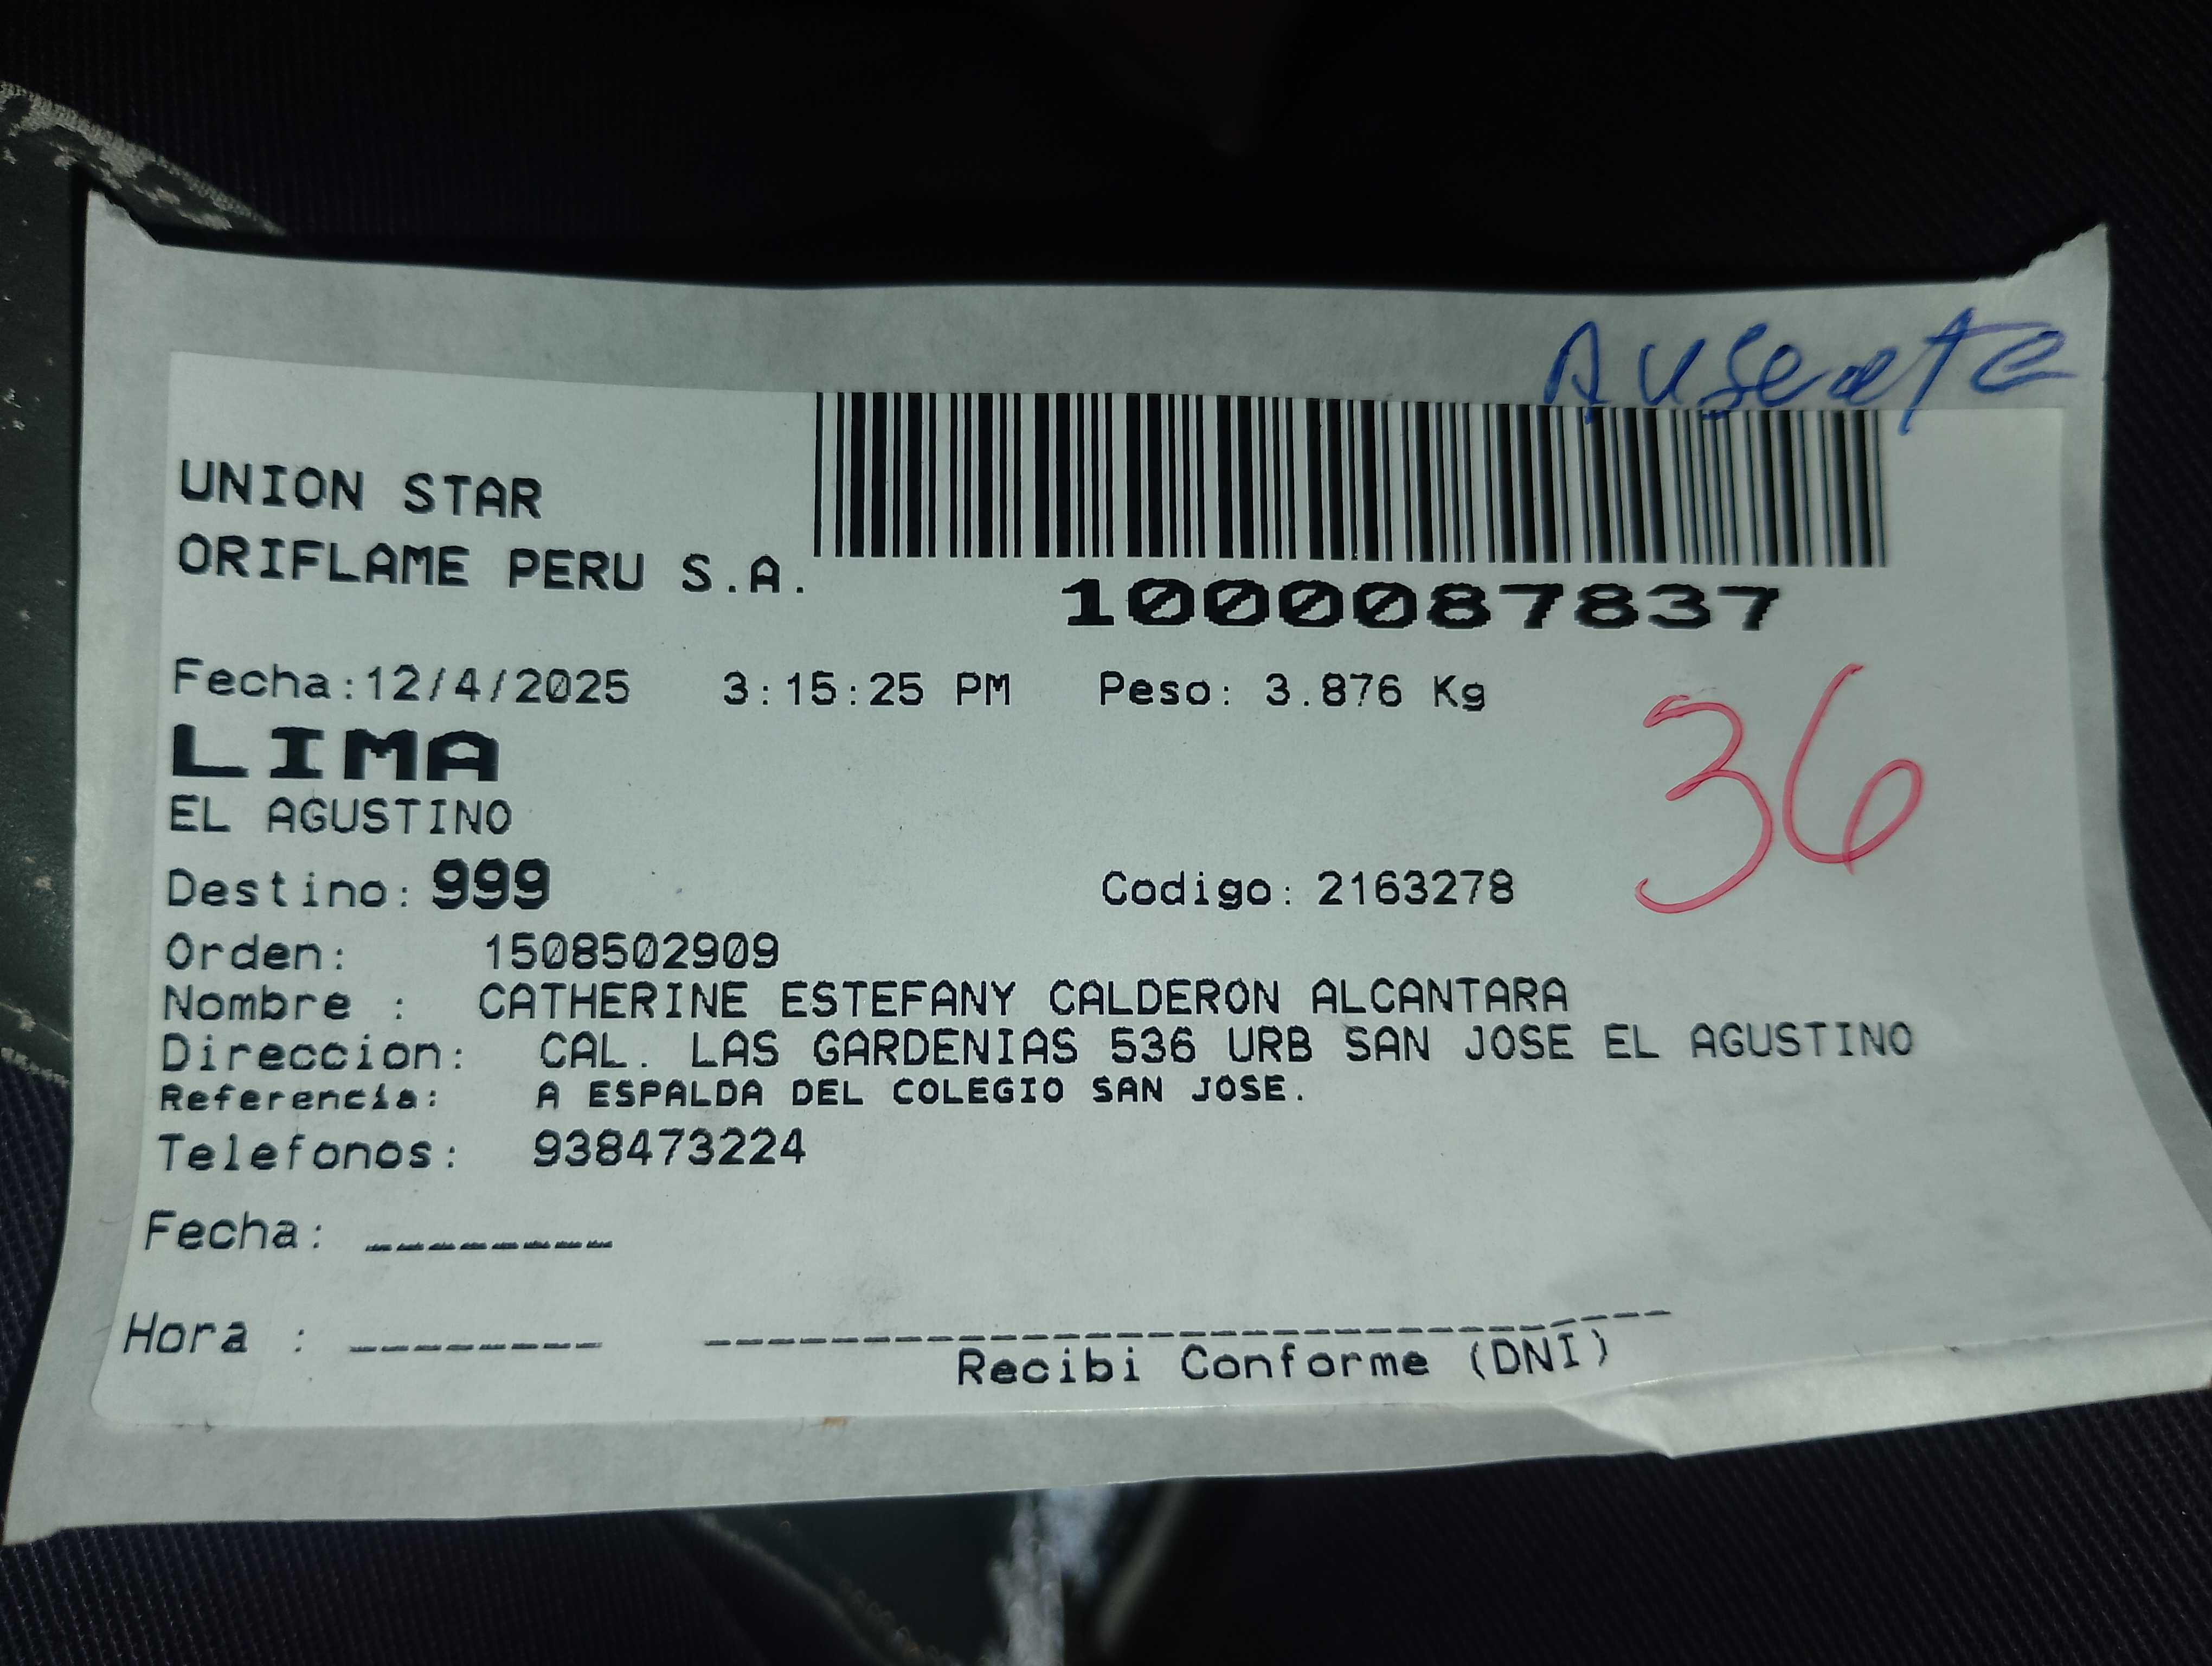 Ausente
UNION STAR
ORIFLAME PERU S.A.
1000087837
Fecha:12/4/2025 3:15:25 PM Peso: 3.876 Kg
36
LIMA
EL AGUSTINO
Destino: 999 Codigo: 2163278
Orden: 1508502909
Nombre : CATHERINE ESTEFANY CALDERON ALCANTARA
Direccion: CAL. LAS GARDENIAS 536 URB SAN JOSE EL AGUSTINO
Referencia: A ESPALDA DEL COLEGIO SAN JOSE.
Telefonos: 938473224
Fecha: ________
Hora : ________
Recibi Conforme (DNI)